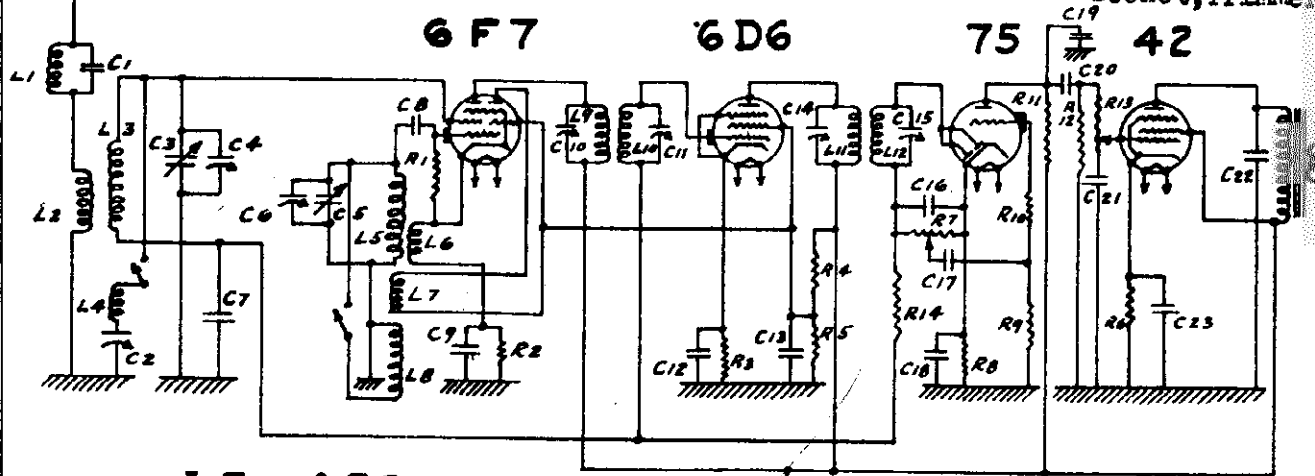 6F7 6D6 75 42
C19
L1 C1 C20
L3 C3 C4 C8 L9 C14 C15 R11 R12 R13
C10 L10 C11 L11 L12
R1
L2 C6 C5 L5 L6 C16 R7 R10 C21 C22
L7 R4 C17
L4 C7 C9 R2 C13 R5 R14 R9 R6 C23
C2 L8 C12 R3 C18 R8